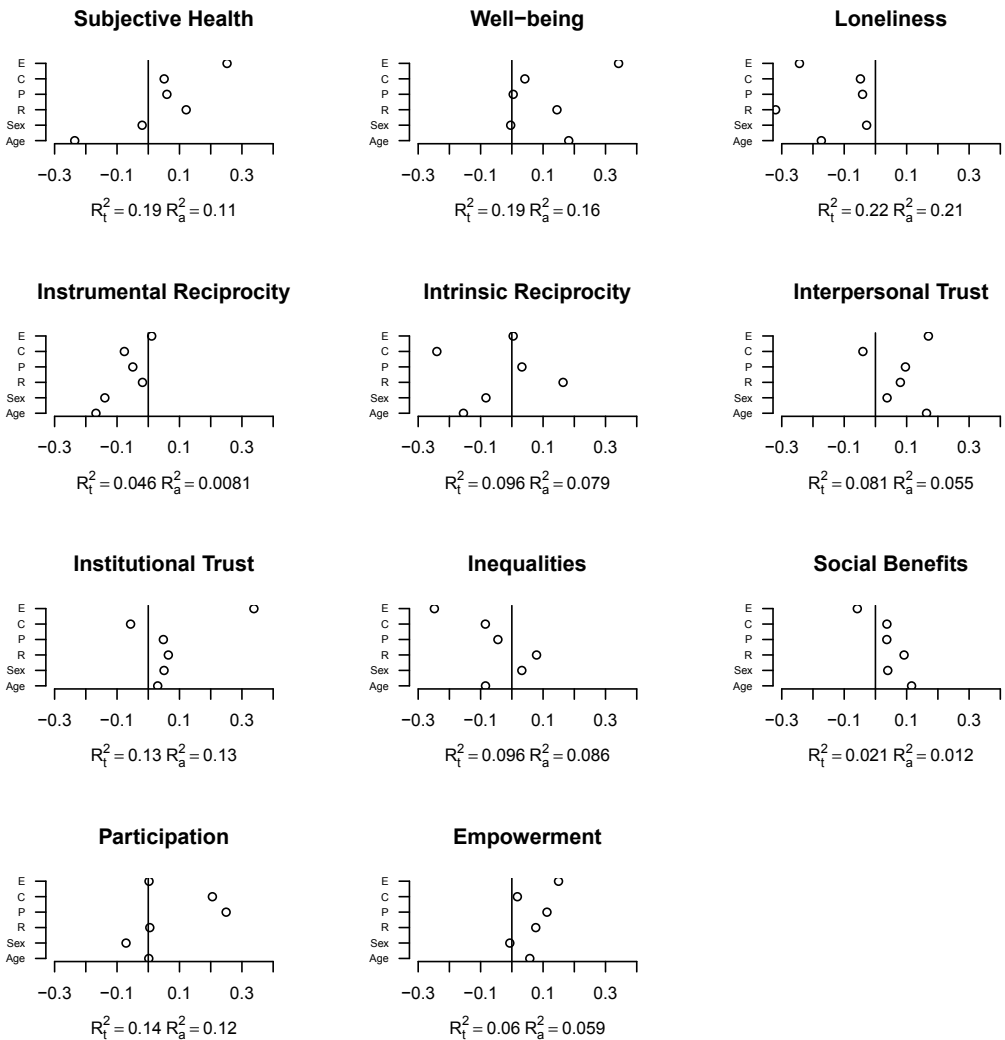 Subjective Health
E
C
P
R
Sex
Age
−0.3 −0.1 0.1 0.3
R²ₜ = 0.19 R²ₐ = 0.11
Well−being
E
C
P
R
Sex
Age
−0.3 −0.1 0.1 0.3
R²ₜ = 0.19 R²ₐ = 0.16
Loneliness
E
C
P
R
Sex
Age
−0.3 −0.1 0.1 0.3
R²ₜ = 0.22 R²ₐ = 0.21
Instrumental Reciprocity
E
C
P
R
Sex
Age
−0.3 −0.1 0.1 0.3
R²ₜ = 0.046 R²ₐ = 0.0081
Intrinsic Reciprocity
E
C
P
R
Sex
Age
−0.3 −0.1 0.1 0.3
R²ₜ = 0.096 R²ₐ = 0.079
Interpersonal Trust
E
C
P
R
Sex
Age
−0.3 −0.1 0.1 0.3
R²ₜ = 0.081 R²ₐ = 0.055
Institutional Trust
E
C
P
R
Sex
Age
−0.3 −0.1 0.1 0.3
R²ₜ = 0.13 R²ₐ = 0.13
Inequalities
E
C
P
R
Sex
Age
−0.3 −0.1 0.1 0.3
R²ₜ = 0.096 R²ₐ = 0.086
Social Benefits
E
C
P
R
Sex
Age
−0.3 −0.1 0.1 0.3
R²ₜ = 0.021 R²ₐ = 0.012
Participation
E
C
P
R
Sex
Age
−0.3 −0.1 0.1 0.3
R²ₜ = 0.14 R²ₐ = 0.12
Empowerment
E
C
P
R
Sex
Age
−0.3 −0.1 0.1 0.3
R²ₜ = 0.06 R²ₐ = 0.059